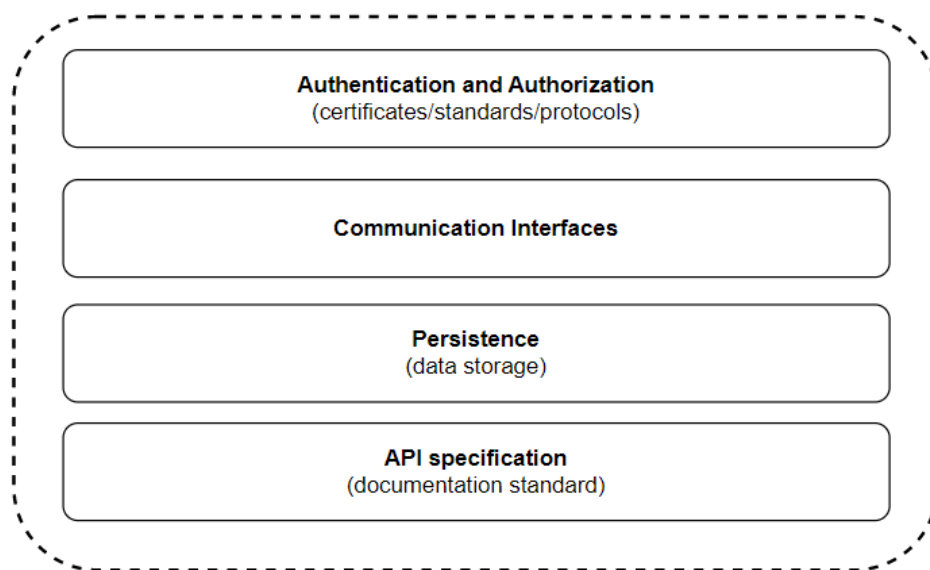 Authentication and Authorization
(certificates/standards/protocols)
Communication Interfaces
Persistence
(data storage)
API specification
(documentation standard)